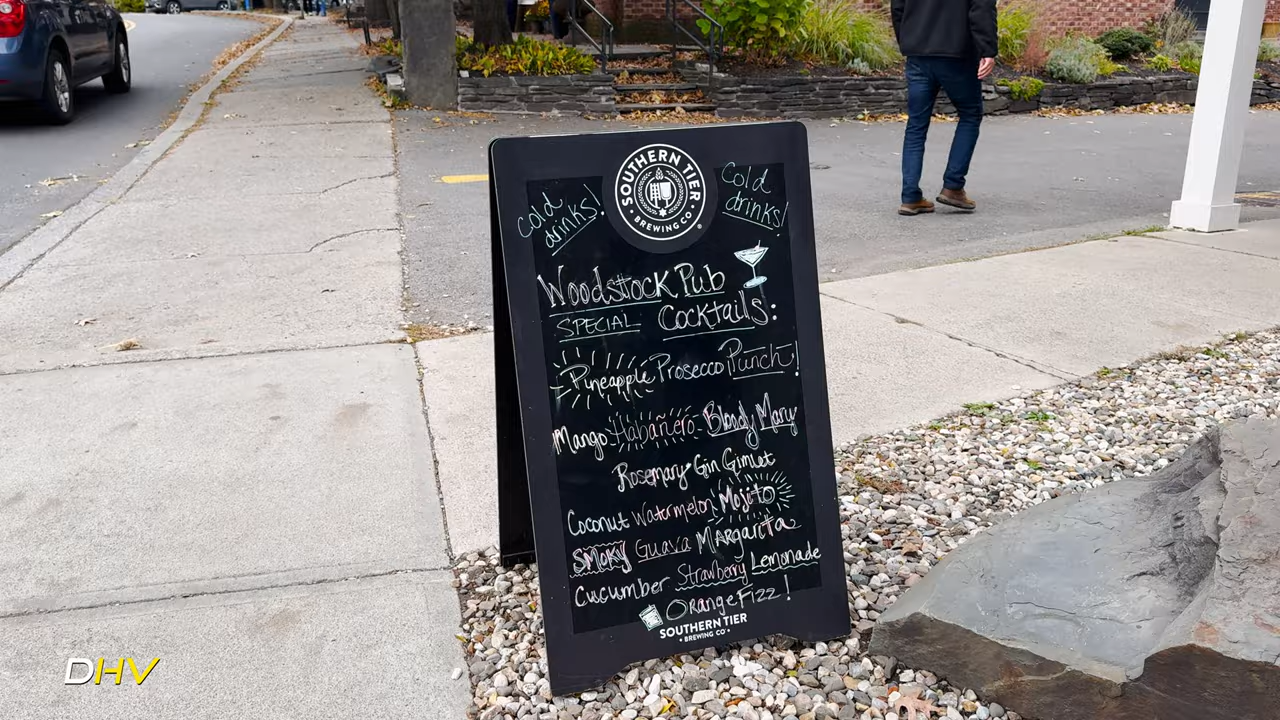 SOUTHERN TIER
BREWING CO.
®
cold
drinks!
Cold
drinks!
Woodstock Pub
SPECIAL Cocktails:
Pineapple Prosecco Punch!
Mango Habañero Bloody Mary
Rosemary Gin Gimlet
Coconut Watermelon Mojito
SMOKY Guava MARgarita
Cucumber Strawberry Lemonade
Orange Fizz!
SOUTHERN TIER
• BREWING CO •
DHV